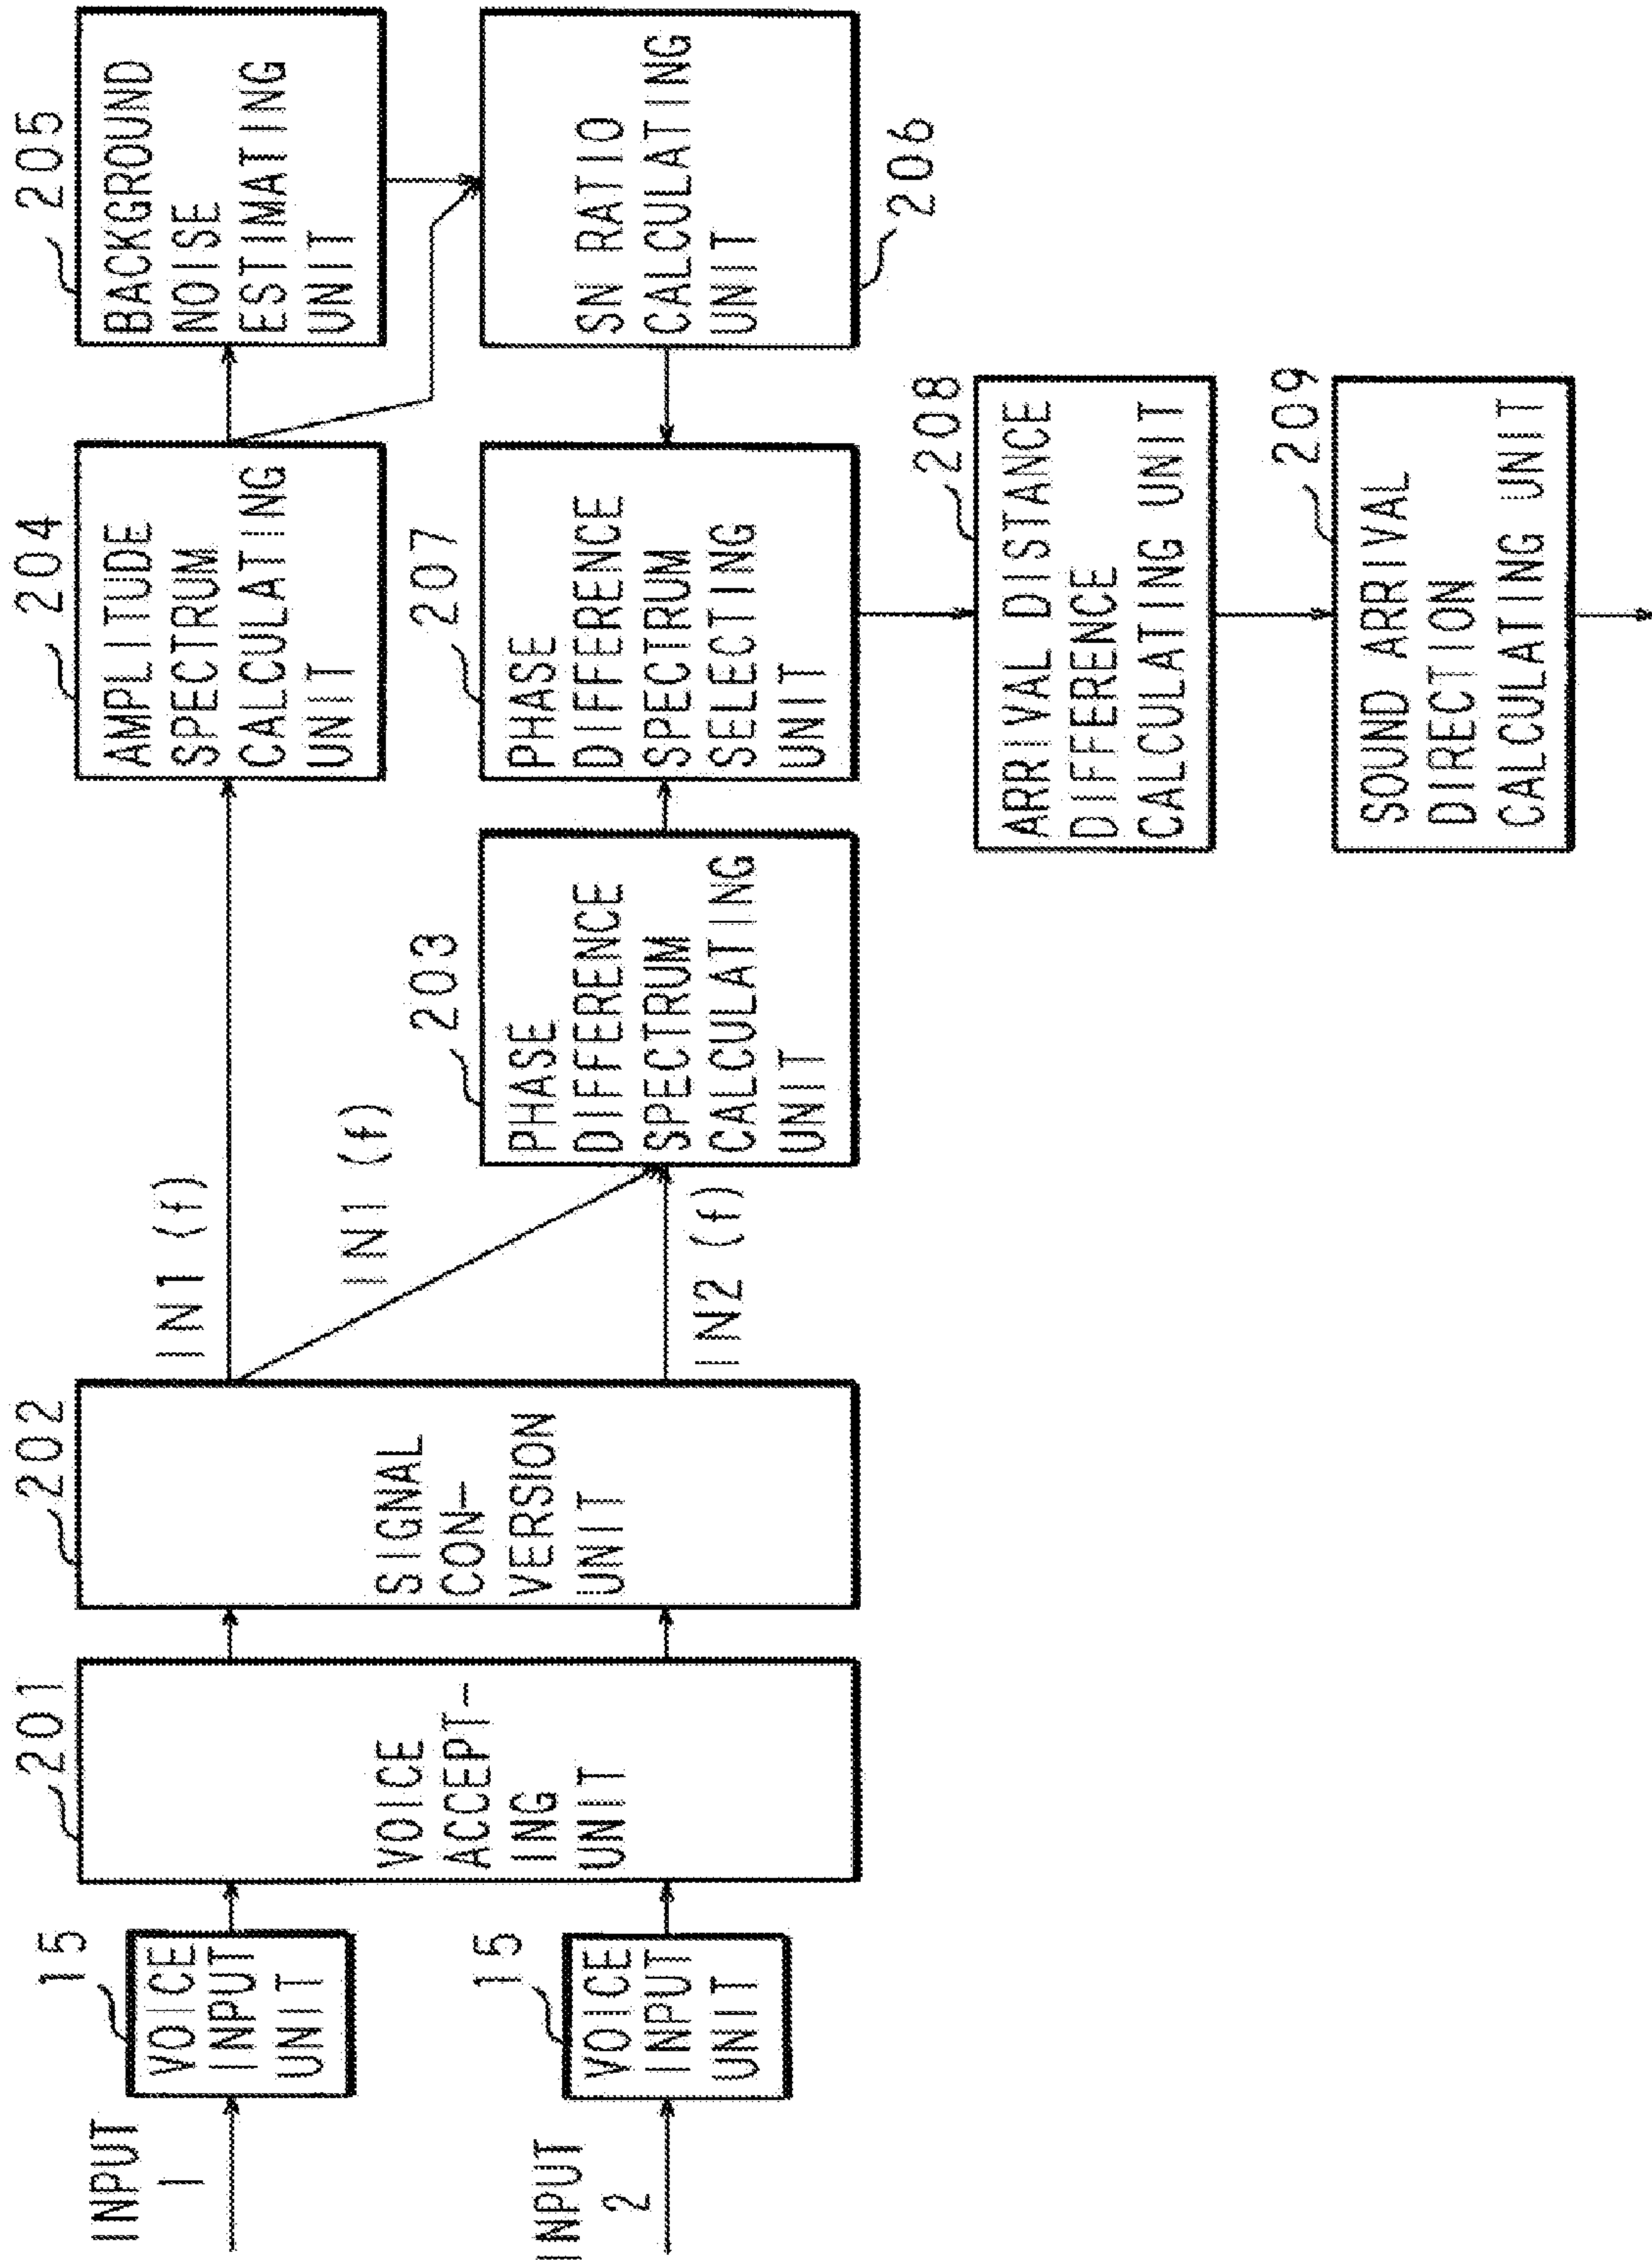 INPUT
1
15
VOICE
INPUT
UNIT
INPUT
2
15
VOICE
INPUT
UNIT
201
VOICE
ACCEPT-
ING
UNIT
202
SIGNAL
CON-
VERSION
UNIT
IN1 (f)
IN1 (f)
IN2 (f)
203
PHASE
DIFFERENCE
SPECTRUM
CALCULATING
UNIT
204
AMPLITUDE
SPECTRUM
CALCULATING
UNIT
205
BACKGROUND
NOISE
ESTIMATING
UNIT
207
PHASE
DIFFERENCE
SPECTRUM
SELECTING
UNIT
SN RATIO
CALCULATING
UNIT
206
208
ARRIVAL DISTANCE
DIFFERENCE
CALCULATING UNIT
209
SOUND ARRIVAL
DIRECTION
CALCULATING UNIT